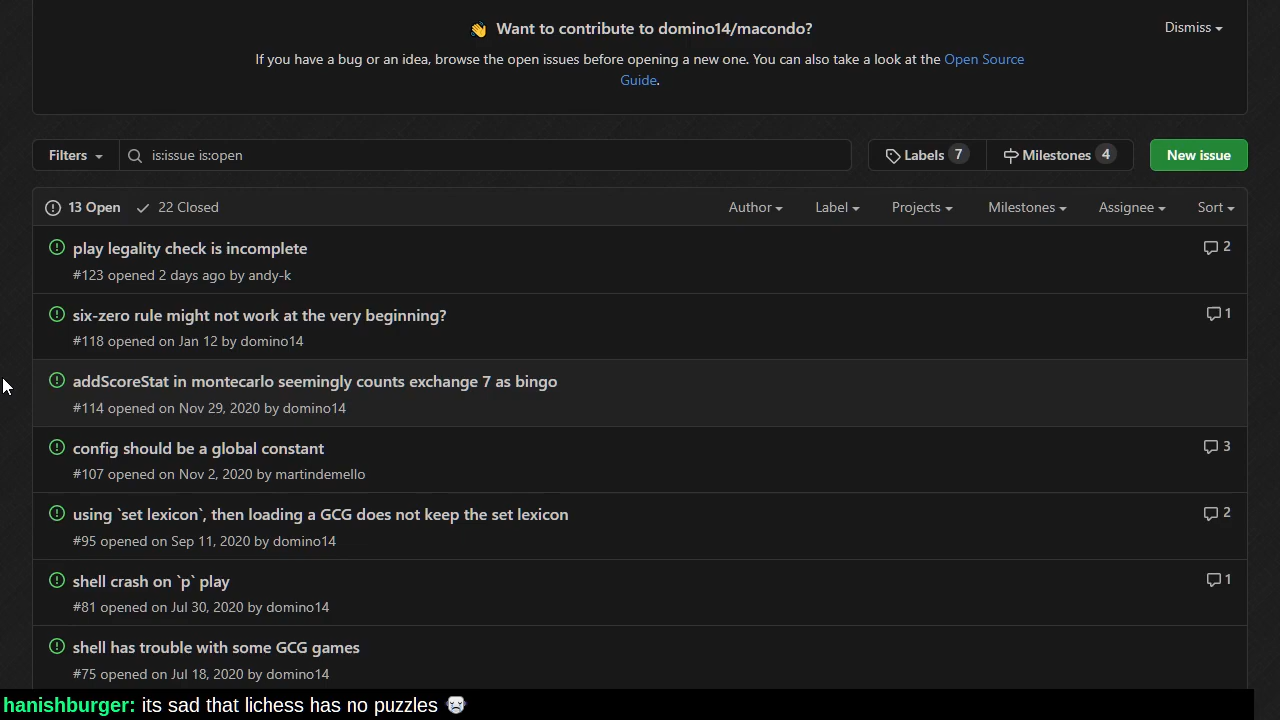 👋 Want to contribute to domino14/macondo?
Dismiss
If you have a bug or an idea, browse the open issues before opening a new one. You can also take a look at the Open Source
Guide.
Filters
is:issue is:open
Labels 7
Milestones 4
New issue
13 Open
22 Closed
Author
Label
Projects
Milestones
Assignee
Sort
play legality check is incomplete
2
#123 opened 2 days ago by andy-k
six-zero rule might not work at the very beginning?
1
#118 opened on Jan 12 by domino14
addScoreStat in montecarlo seemingly counts exchange 7 as bingo
#114 opened on Nov 29, 2020 by domino14
config should be a global constant
3
#107 opened on Nov 2, 2020 by martindemello
using `set lexicon`, then loading a GCG does not keep the set lexicon
2
#95 opened on Sep 11, 2020 by domino14
shell crash on `p` play
1
#81 opened on Jul 30, 2020 by domino14
shell has trouble with some GCG games
#75 opened on Jul 18, 2020 by domino14
hanishburger: its sad that lichess has no puzzles